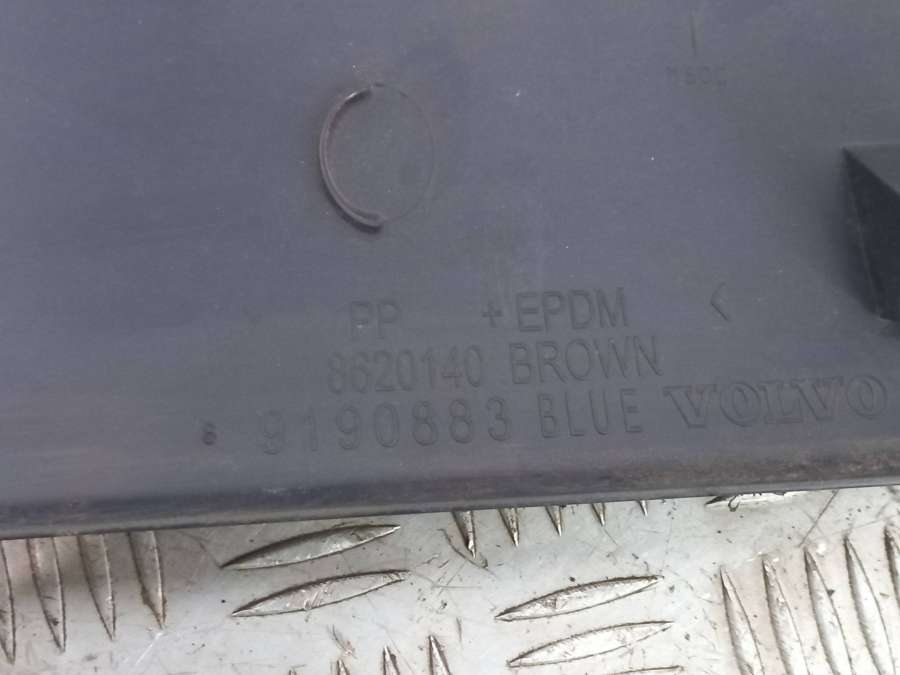 PP + EPDM <
8620140 BROWN
9190883 BLUE VOLVO